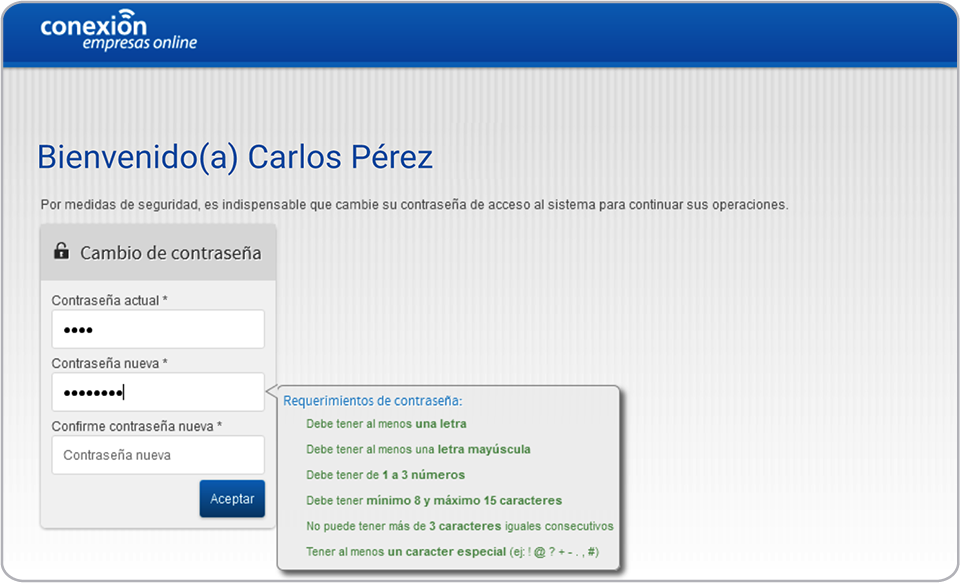 conexión
empresas online
Bienvenido(a) Carlos Pérez
Por medidas de seguridad, es indispensable que cambie su contraseña de acceso al sistema para continuar sus operaciones.
Cambio de contraseña
Contraseña actual *
••••
Contraseña nueva *
••••••••
Requerimientos de contraseña:
Debe tener al menos una letra
Debe tener al menos una letra mayúscula
Debe tener de 1 a 3 números
Debe tener mínimo 8 y máximo 15 caracteres
No puede tener más de 3 caracteres iguales consecutivos
Tener al menos un caracter especial (ej: ! @ ? + - . , #)
Confirme contraseña nueva *
Contraseña nueva
Aceptar